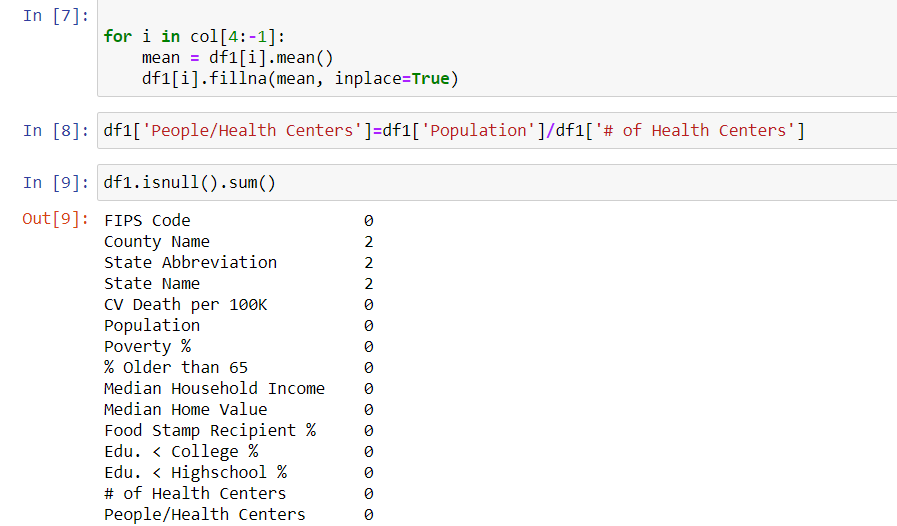 In [7]:
for i in col[4:-1]:
    mean = df1[i].mean()
    df1[i].fillna(mean, inplace=True)
In [8]: df1['People/Health Centers']=df1['Population']/df1['# of Health Centers']
In [9]: df1.isnull().sum()
Out[9]: FIPS Code 0
County Name 2
State Abbreviation 2
State Name 2
CV Death per 100K 0
Population 0
Poverty % 0
% Older than 65 0
Median Household Income 0
Median Home Value 0
Food Stamp Recipient % 0
Edu. < College % 0
Edu. < Highschool % 0
# of Health Centers 0
People/Health Centers 0